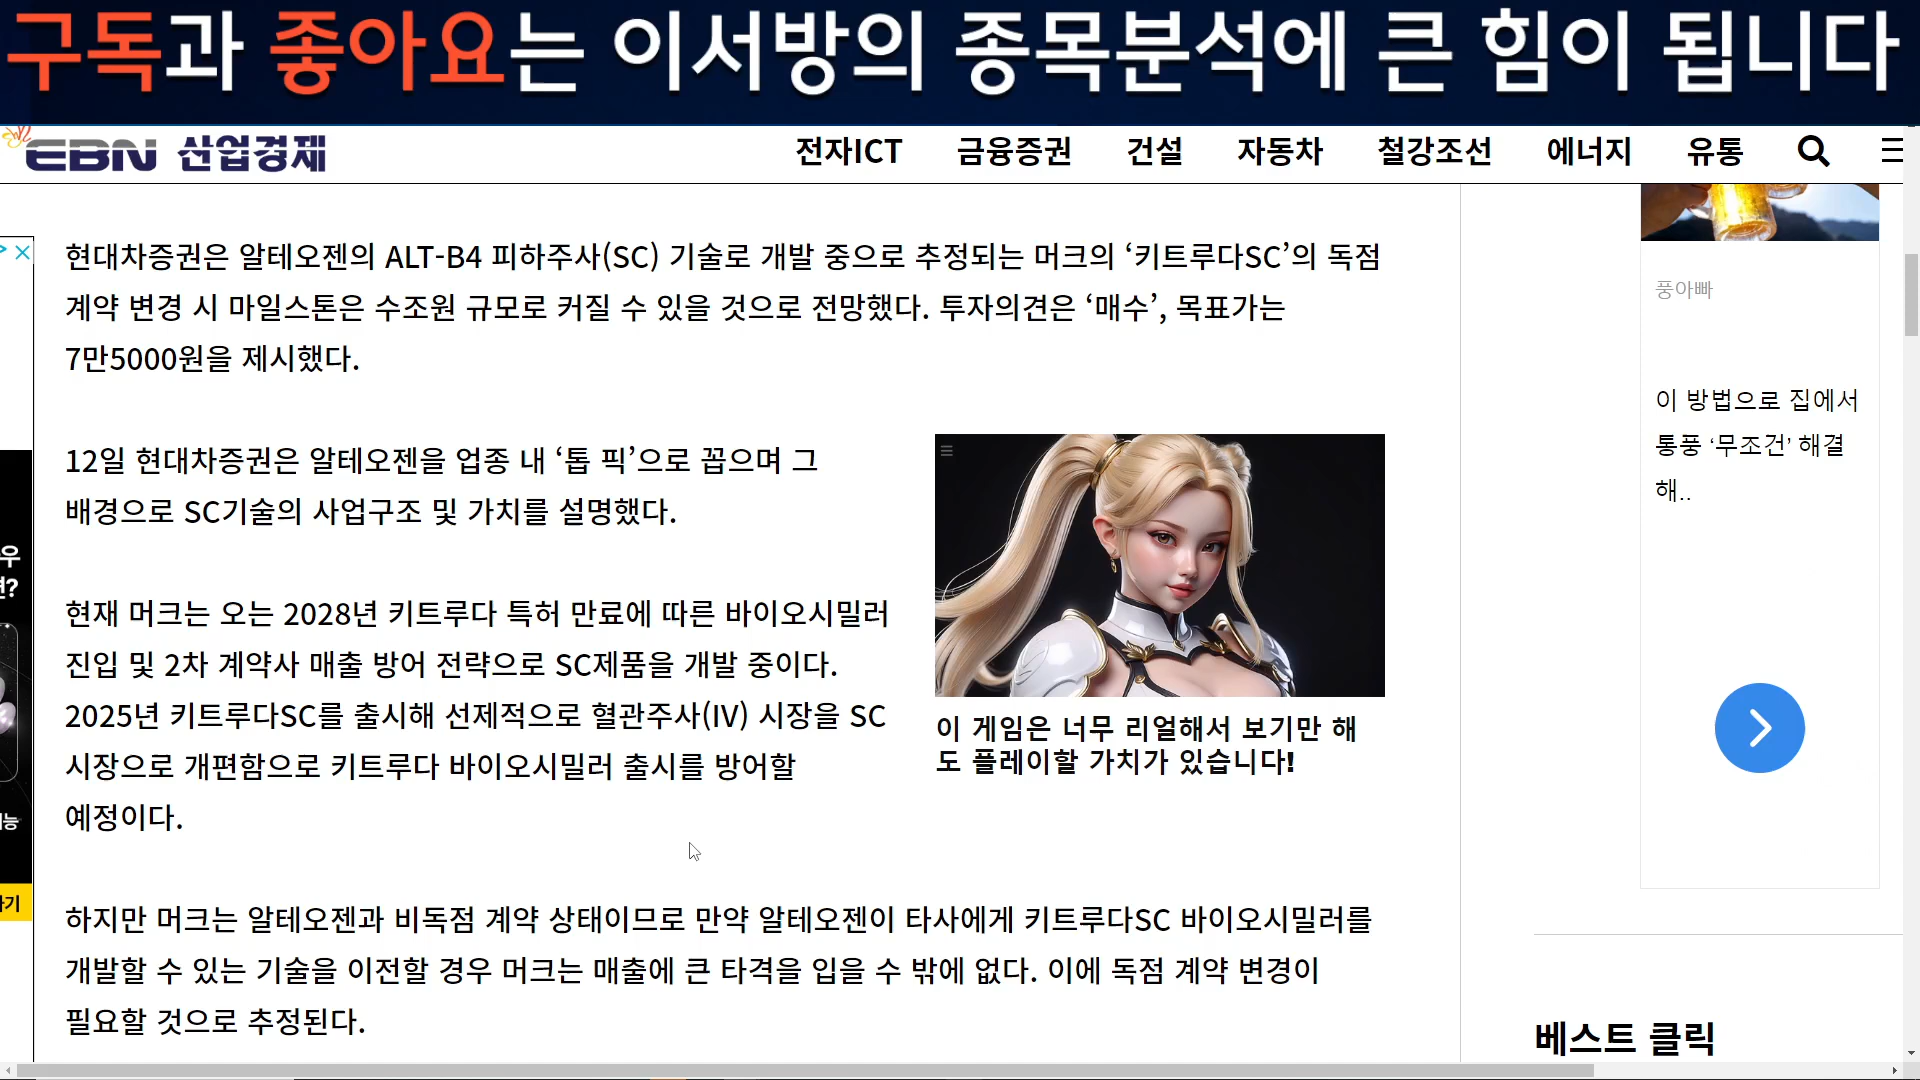 구독과 좋아요는 이서방의 종목분석에 큰 힘이 됩니다
EBN 산업경제
전자ICT 금융증권 건설 자동차 철강조선 에너지 유통
현대차증권은 알테오젠의 ALT-B4 피하주사(SC) 기술로 개발 중으로 추정되는 머크의 ‘키트루다SC’의 독점
계약 변경 시 마일스톤은 수조원 규모로 커질 수 있을 것으로 전망했다. 투자의견은 ‘매수’, 목표가는
7만5000원을 제시했다.
12일 현대차증권은 알테오젠을 업종 내 ‘톱 픽’으로 꼽으며 그
배경으로 SC기술의 사업구조 및 가치를 설명했다.
현재 머크는 오는 2028년 키트루다 특허 만료에 따른 바이오시밀러
진입 및 2차 계약사 매출 방어 전략으로 SC제품을 개발 중이다.
2025년 키트루다SC를 출시해 선제적으로 혈관주사(IV) 시장을 SC
시장으로 개편함으로 키트루다 바이오시밀러 출시를 방어할
예정이다.
이 게임은 너무 리얼해서 보기만 해
도 플레이할 가치가 있습니다!
하지만 머크는 알테오젠과 비독점 계약 상태이므로 만약 알테오젠이 타사에게 키트루다SC 바이오시밀러를
개발할 수 있는 기술을 이전할 경우 머크는 매출에 큰 타격을 입을 수 밖에 없다. 이에 독점 계약 변경이
필요할 것으로 추정된다.
풍아빠
이 방법으로 집에서
통풍 ‘무조건’ 해결
해..
베스트 클릭